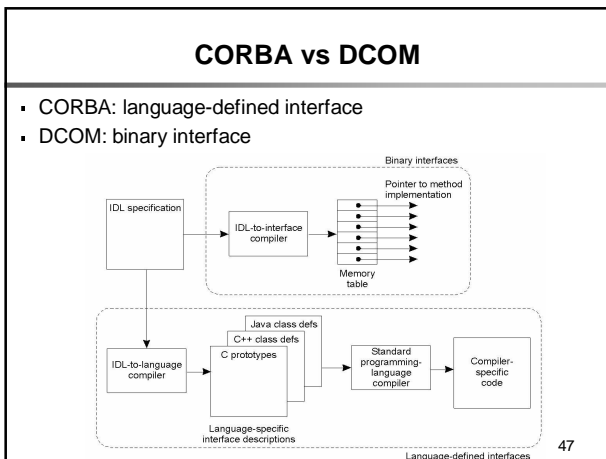 CORBA vs DCOM
▪ CORBA: language-defined interface
▪ DCOM: binary interface
Binary interfaces
Pointer to method
implementation
IDL specification
IDL-to-interface
compiler
Memory
table
Java class defs
C++ class defs
C prototypes
IDL-to-language
compiler
Standard
programming-
language
compiler
Compiler-
specific
code
Language-specific
interface descriptions
Language-defined interfaces
47